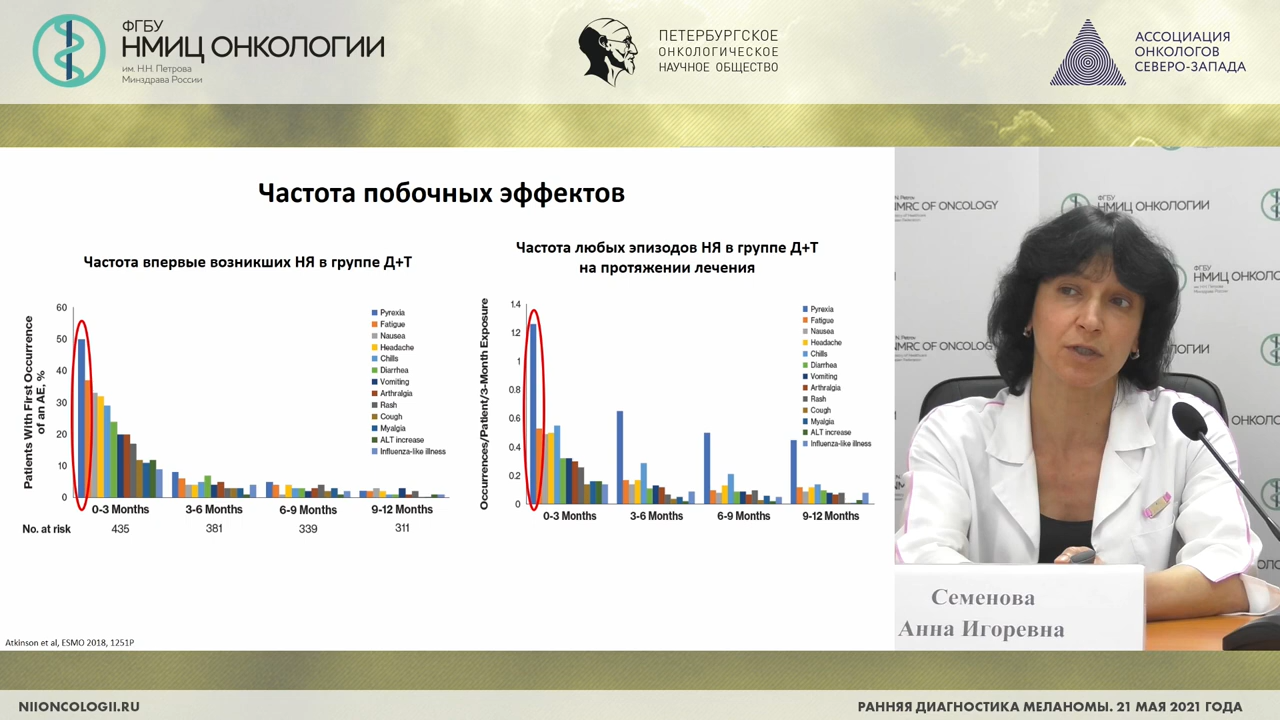 ФГБУ
НМИЦ ОНКОЛОГИИ
им. Н.Н. Петрова
Минздрава России
ПЕТЕРБУРГСКОЕ
ОНКОЛОГИЧЕСКОЕ
НАУЧНОЕ ОБЩЕСТВО
АССОЦИАЦИЯ
ОНКОЛОГОВ
СЕВЕРО-ЗАПАДА
Частота побочных эффектов
Частота впервые возникших НЯ в группе Д+Т
Patients With First Occurrence
of an AE, %
60
50
40
30
20
10
0
Pyrexia
Fatigue
Nausea
Headache
Chills
Diarrhea
Vomiting
Arthralgia
Rash
Cough
Myalgia
ALT increase
Influenza-like illness
0-3 Months
3-6 Months
6-9 Months
9-12 Months
No. at risk
435
381
339
311
Частота любых эпизодов НЯ в группе Д+Т
на протяжении лечения
Occurrences/Patient/3-Month Exposure
1.4
1.2
1
0.8
0.6
0.4
0.2
0
Pyrexia
Fatigue
Nausea
Headache
Chills
Diarrhea
Vomiting
Arthralgia
Rash
Cough
Myalgia
ALT increase
Influenza-like illness
0-3 Months
3-6 Months
6-9 Months
9-12 Months
Atkinson et al, ESMO 2018, 1251P
NMRC OF ONCOLOGY
НМИЦ ОНКОЛОГИИ
ФГБУ
НМИЦ ОНКОЛО
NMRC OF ONCOLOG
Семенова
Анна Игоревна
NIIONCOLOGII.RU
РАННЯЯ ДИАГНОСТИКА МЕЛАНОМЫ. 21 МАЯ 2021 ГОДА